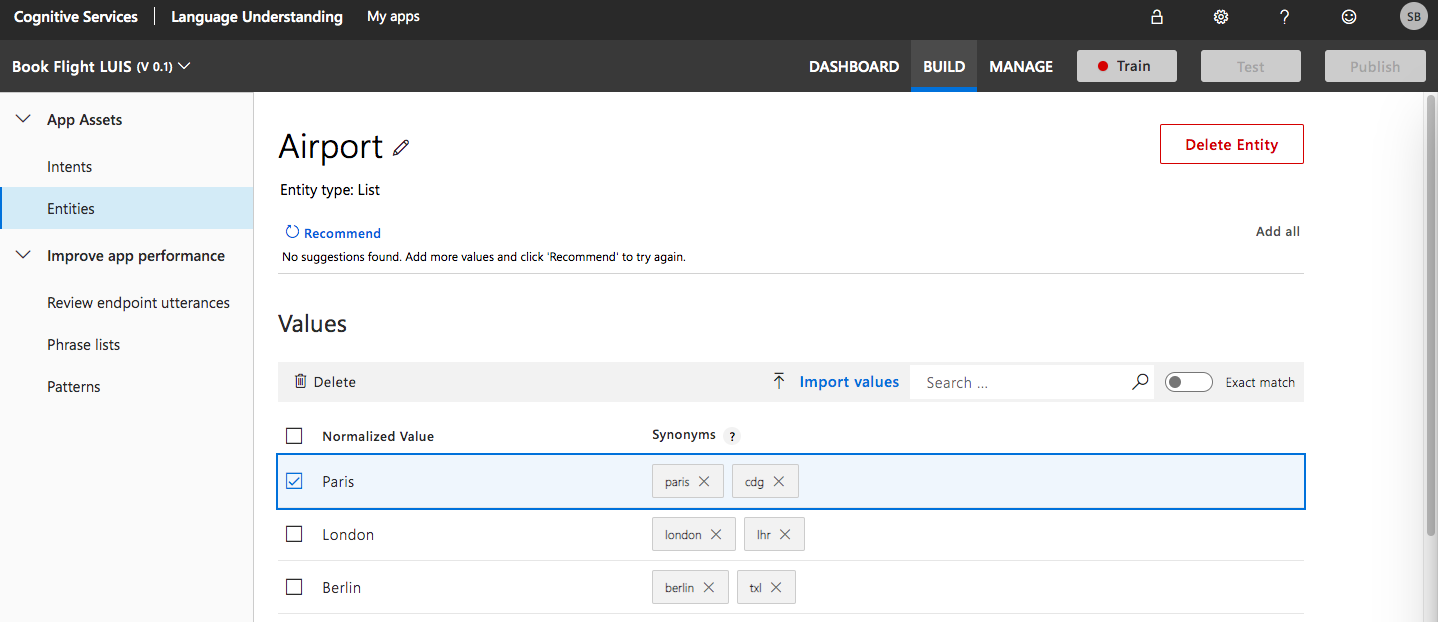 Cognitive Services Language Understanding My apps ? SB
Book Flight LUIS (V 0.1) DASHBOARD BUILD MANAGE Train Test Publish
App Assets
Intents
Entities
Improve app performance
Review endpoint utterances
Phrase lists
Patterns
Airport
Delete Entity
Entity type: List
Recommend
Add all
No suggestions found. Add more values and click 'Recommend' to try again.
Values
Delete Import values Search ... Exact match
Normalized Value Synonyms ?
Paris paris cdg
London london lhr
Berlin berlin txl